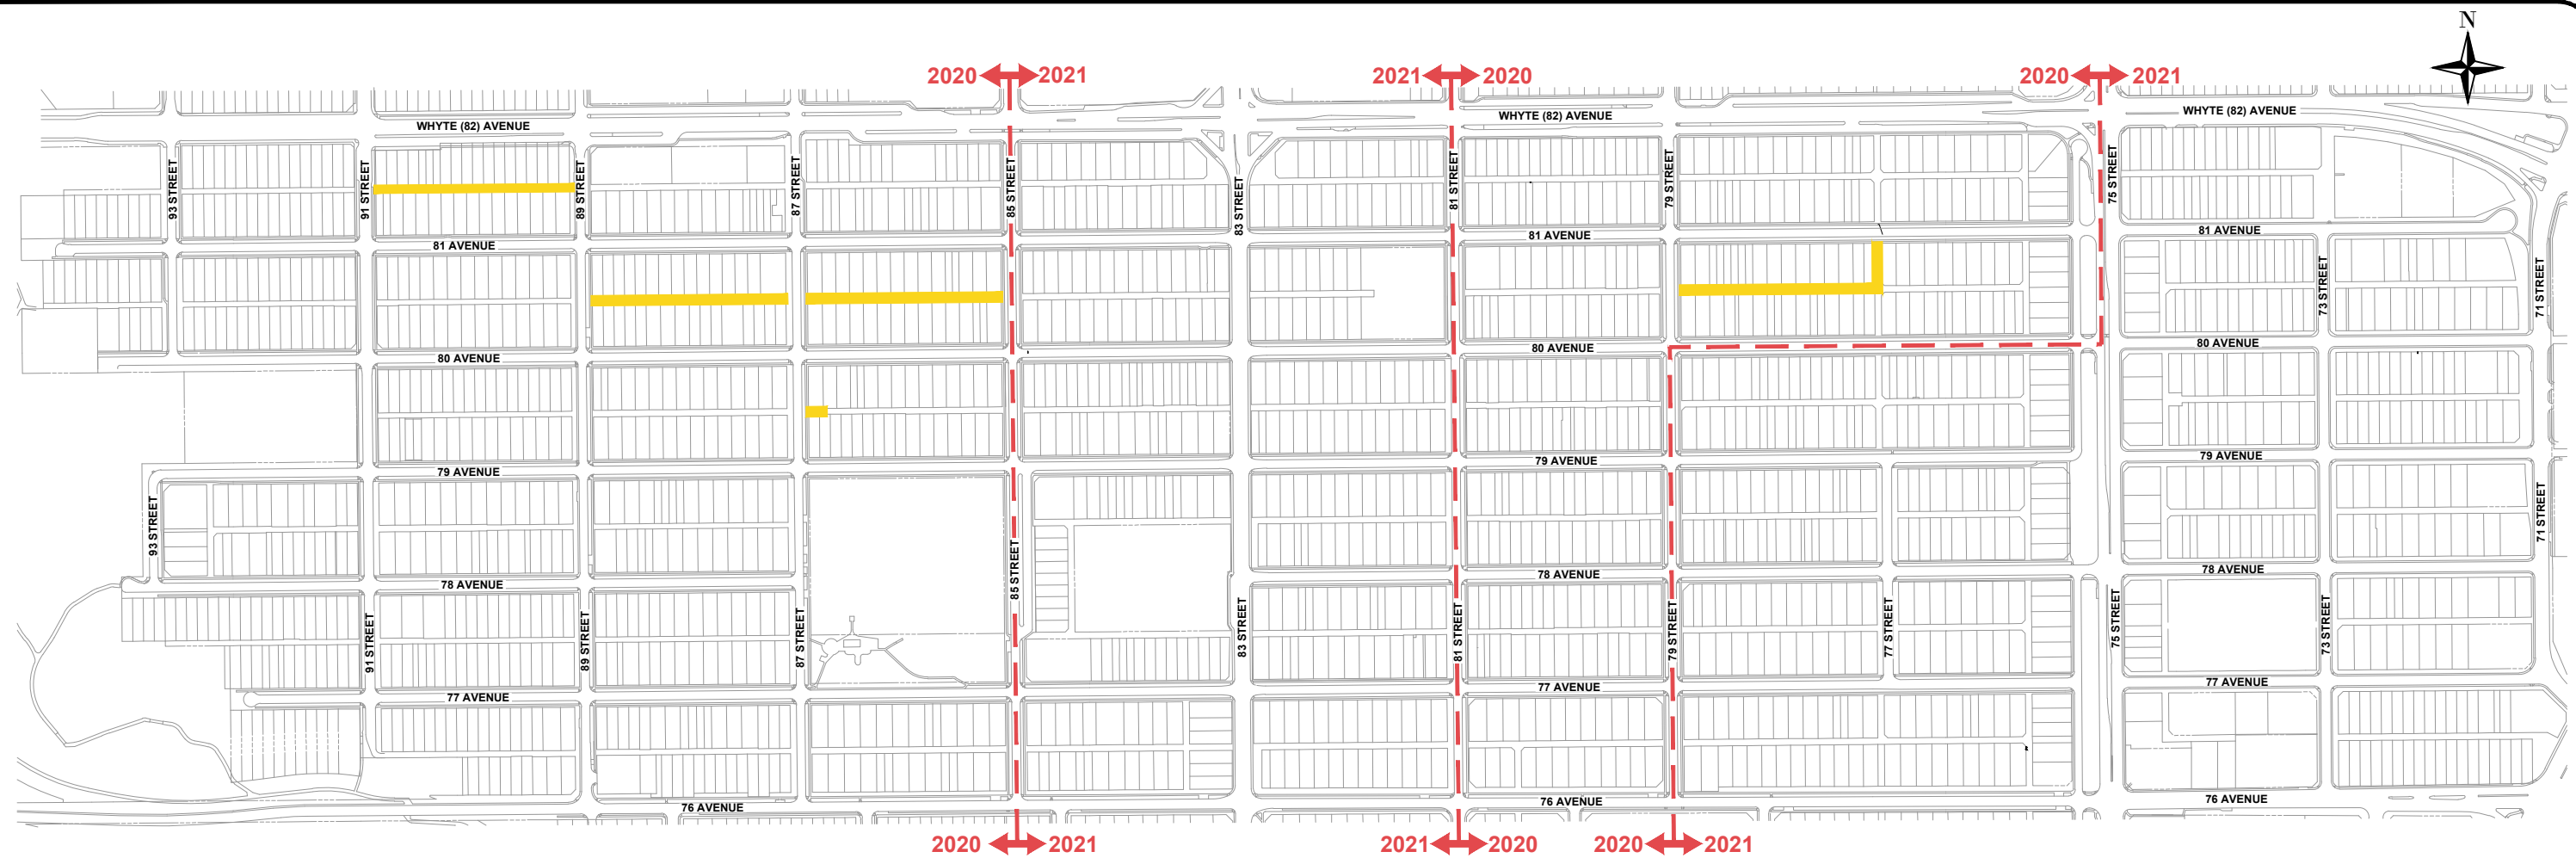 N
2020 2021
2021 2020
2020 2021
WHYTE (82) AVENUE
WHYTE (82) AVENUE
WHYTE (82) AVENUE
93 STREET
91 STREET
89 STREET
87 STREET
85 STREET
83 STREET
81 STREET
79 STREET
75 STREET
81 AVENUE
81 AVENUE
81 AVENUE
73 STREET
71 STREET
80 AVENUE
80 AVENUE
80 AVENUE
79 AVENUE
79 AVENUE
79 AVENUE
93 STREET
85 STREET
71 STREET
78 AVENUE
78 AVENUE
78 AVENUE
91 STREET
89 STREET
87 STREET
83 STREET
81 STREET
79 STREET
77 STREET
75 STREET
73 STREET
77 AVENUE
77 AVENUE
77 AVENUE
76 AVENUE
76 AVENUE
76 AVENUE
2020 2021
2021 2020
2020 2021